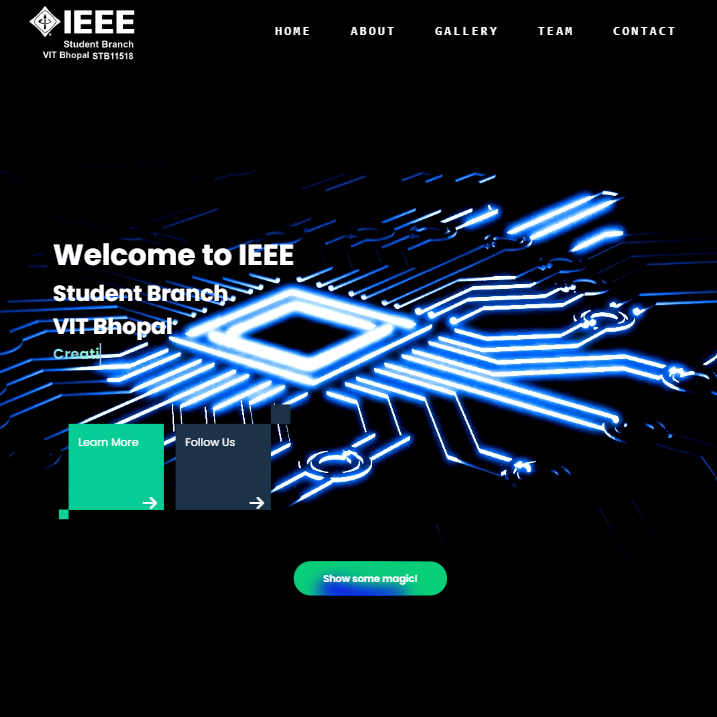 IEEE
Student Branch
VIT Bhopal STB11518
HOME ABOUT GALLERY TEAM CONTACT
Welcome to IEEE
Student Branch
VIT Bhopal
Creati
Learn More
Follow Us
Show some magic!